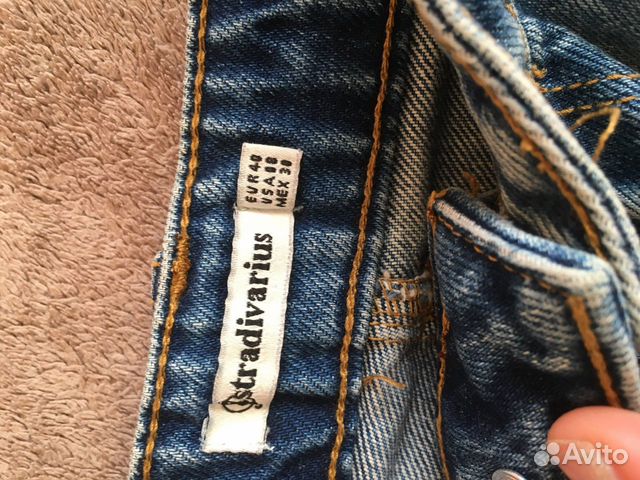 EUR 40
USA 08
MEX 30
stradivarius
Avito